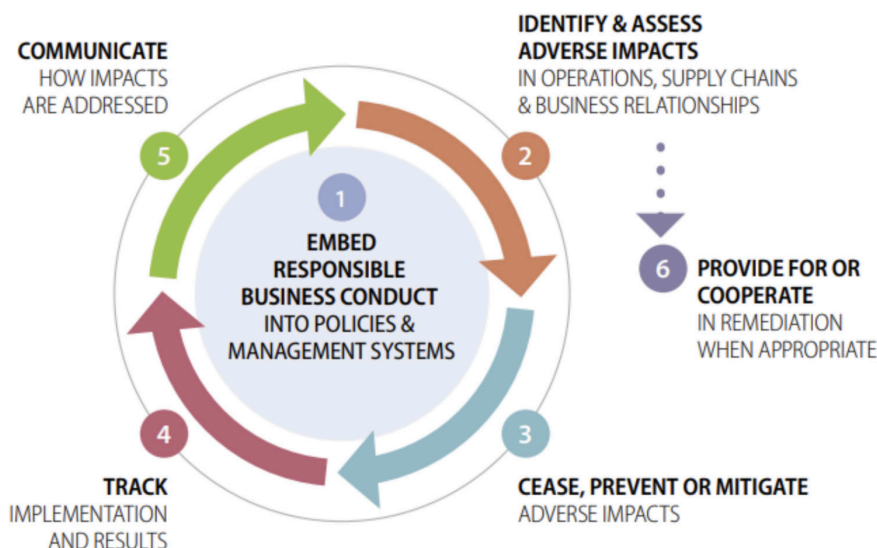 COMMUNICATE
HOW IMPACTS
ARE ADDRESSED
5
IDENTIFY & ASSESS
ADVERSE IMPACTS
IN OPERATIONS, SUPPLY CHAINS
& BUSINESS RELATIONSHIPS
2
1
EMBED
RESPONSIBLE
BUSINESS CONDUCT
INTO POLICIES &
MANAGEMENT SYSTEMS
6
PROVIDE FOR OR
COOPERATE
IN REMEDIATION
WHEN APPROPRIATE
4
TRACK
IMPLEMENTATION
AND RESULTS
3
CEASE, PREVENT OR MITIGATE
ADVERSE IMPACTS